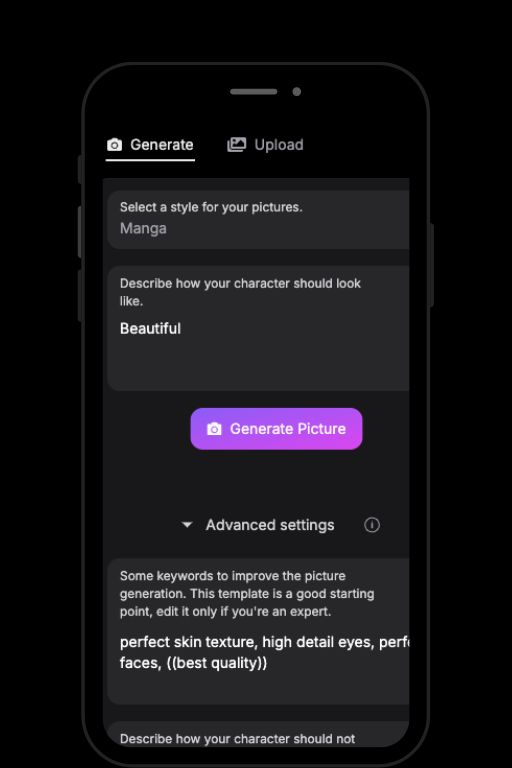 Generate
Upload
Select a style for your pictures.
Manga
Describe how your character should look
like.
Beautiful
Generate Picture
Advanced settings
Some keywords to improve the picture
generation. This template is a good starting
point, edit it only if you're an expert.
perfect skin texture, high detail eyes,
faces, ((best quality))
Describe how your character should not